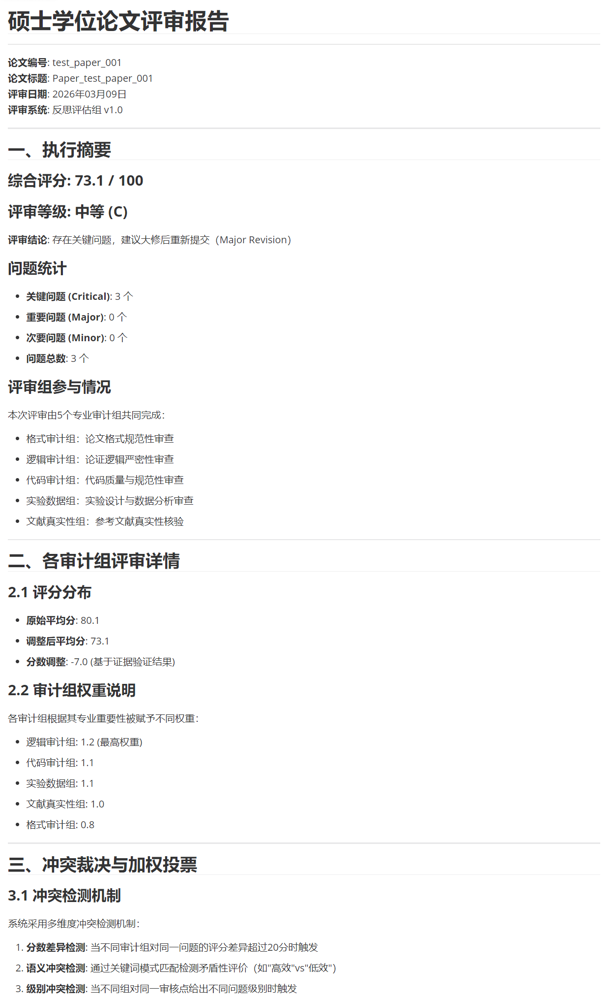 硕士学位论文评审报告
论文编号: test_paper_001
论文标题: Paper_test_paper_001
评审日期: 2026年03月09日
评审系统: 反思评估组 v1.0
一、执行摘要
综合评分: 73.1 / 100
评审等级: 中等 (C)
评审结论: 存在关键问题，建议大修后重新提交（Major Revision）
问题统计
• 关键问题 (Critical): 3 个
• 重要问题 (Major): 0 个
• 次要问题 (Minor): 0 个
• 问题总数: 3 个
评审组参与情况
本次评审由5个专业审计组共同完成：
• 格式审计组：论文格式规范性审查
• 逻辑审计组：论证逻辑严密性审查
• 代码审计组：代码质量与规范性审查
• 实验数据组：实验设计与数据分析审查
• 文献真实性组：参考文献真实性核验
二、各审计组评审详情
2.1 评分分布
• 原始平均分: 80.1
• 调整后平均分: 73.1
• 分数调整: -7.0 (基于证据验证结果)
2.2 审计组权重说明
各审计组根据其专业重要性被赋予不同权重：
• 逻辑审计组: 1.2 (最高权重)
• 代码审计组: 1.1
• 实验数据组: 1.1
• 文献真实性组: 1.0
• 格式审计组: 0.8
三、冲突裁决与加权投票
3.1 冲突检测机制
系统采用多维度冲突检测机制：
1. 分数差异检测: 当不同审计组对同一问题的评分差异超过20分时触发
2. 语义冲突检测: 通过关键词模式匹配检测矛盾性评价（如"高效"vs"低效"）
3. 级别冲突检测: 当不同组对同一审核点给出不同问题级别时触发